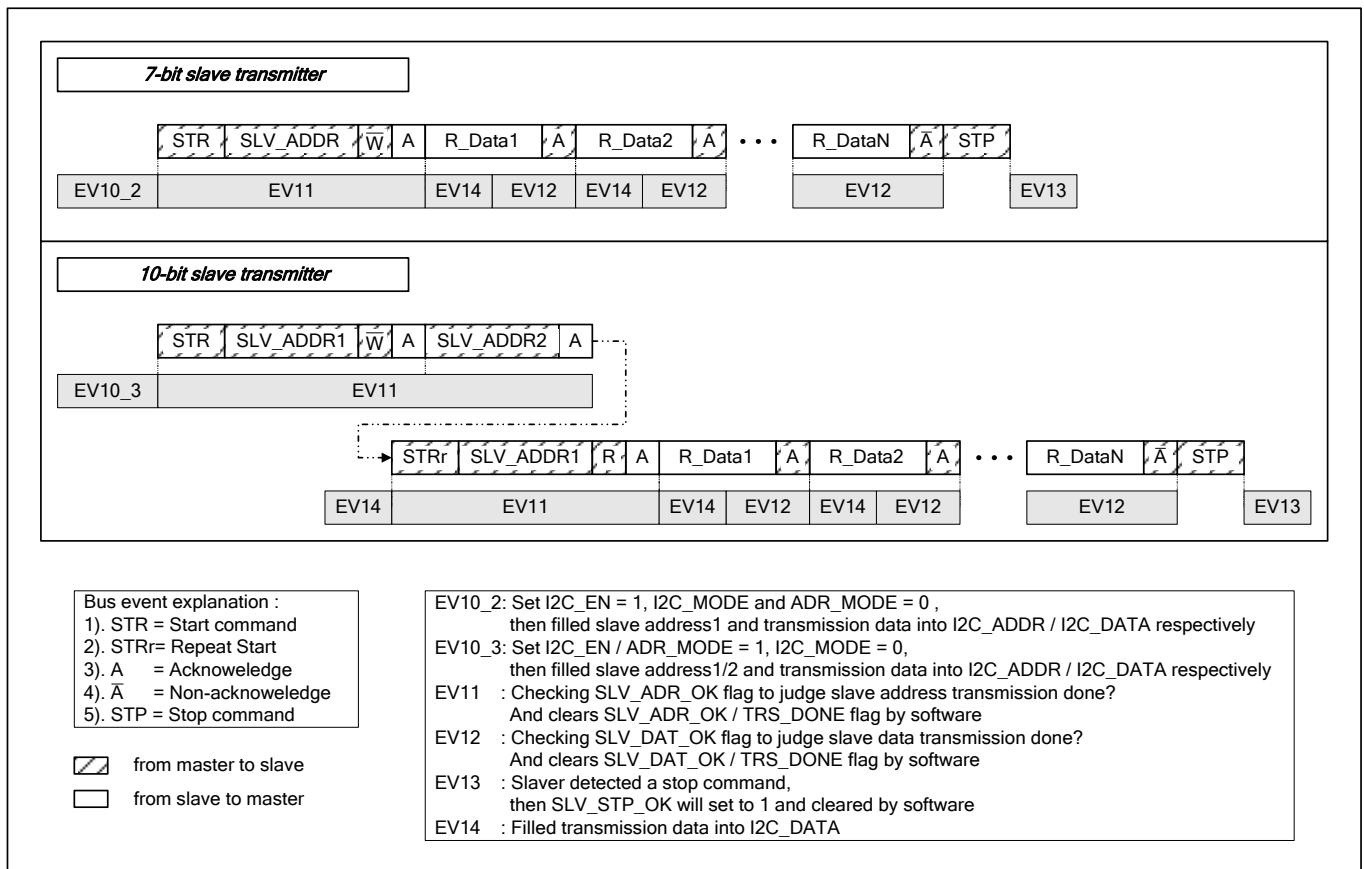 7-bit slave transmitter
STR SLV_ADDR W̅ A R_Data1 A R_Data2 A • • • R_DataN A̅ STP
EV10_2 EV11 EV14 EV12 EV14 EV12 EV12 EV13
10-bit slave transmitter
STR SLV_ADDR1 W̅ A SLV_ADDR2 A
EV10_3 EV11
STRr SLV_ADDR1 R A R_Data1 A R_Data2 A • • • R_DataN A̅ STP
EV14 EV11 EV14 EV12 EV14 EV12 EV12 EV13
Bus event explanation :
1). STR = Start command
2). STRr= Repeat Start
3). A = Acknoweledge
4). A̅ = Non-acknoweledge
5). STP = Stop command
from master to slave
from slave to master
EV10_2: Set I2C_EN = 1, I2C_MODE and ADR_MODE = 0 ,
then filled slave address1 and transmission data into I2C_ADDR / I2C_DATA respectively
EV10_3: Set I2C_EN / ADR_MODE = 1, I2C_MODE = 0,
then filled slave address1/2 and transmission data into I2C_ADDR / I2C_DATA respectively
EV11 : Checking SLV_ADR_OK flag to judge slave address transmission done?
And clears SLV_ADR_OK / TRS_DONE flag by software
EV12 : Checking SLV_DAT_OK flag to judge slave data transmission done?
And clears SLV_DAT_OK / TRS_DONE flag by software
EV13 : Slaver detected a stop command,
then SLV_STP_OK will set to 1 and cleared by software
EV14 : Filled transmission data into I2C_DATA